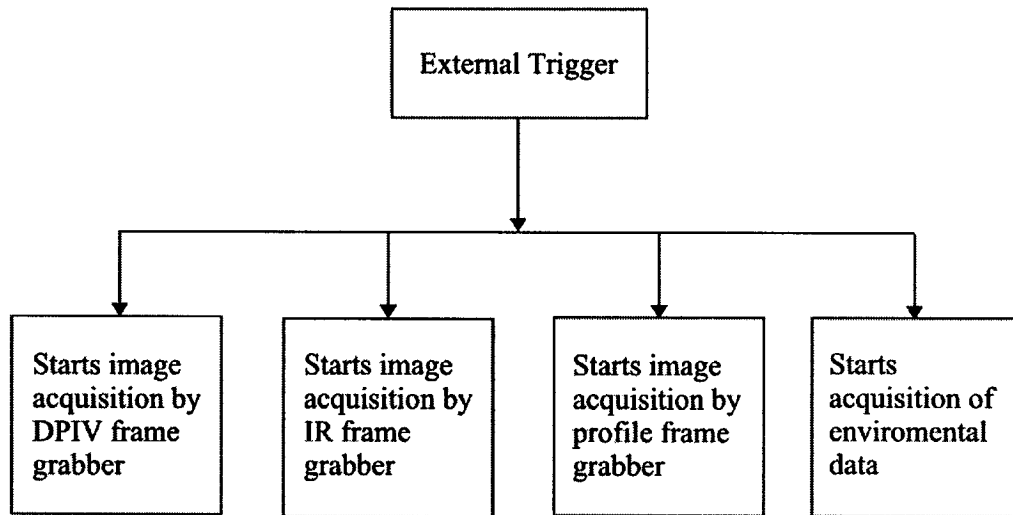 External Trigger
Starts image
acquisition by
DPIV frame
grabber
Starts image
acquisition by
IR frame
grabber
Starts image
acquisition by
profile frame
grabber
Starts
acquisition of
enviromental
data